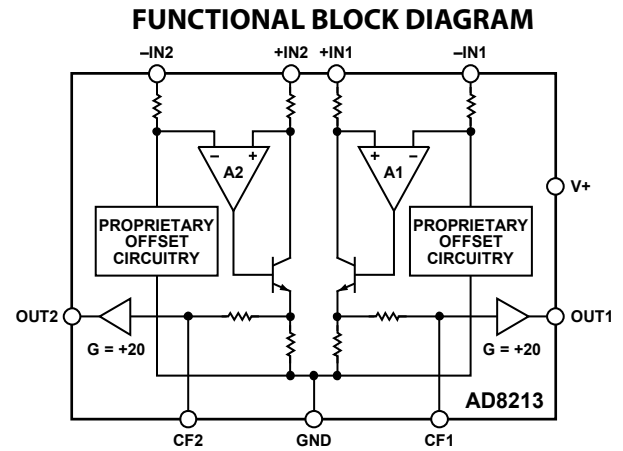 FUNCTIONAL BLOCK DIAGRAM
–IN2 +IN2 +IN1 –IN1
– + + –
A2 A1
V+
PROPRIETARY
OFFSET
CIRCUITRY
PROPRIETARY
OFFSET
CIRCUITRY
OUT2 OUT1
G = +20 G = +20
AD8213
CF2 GND CF1